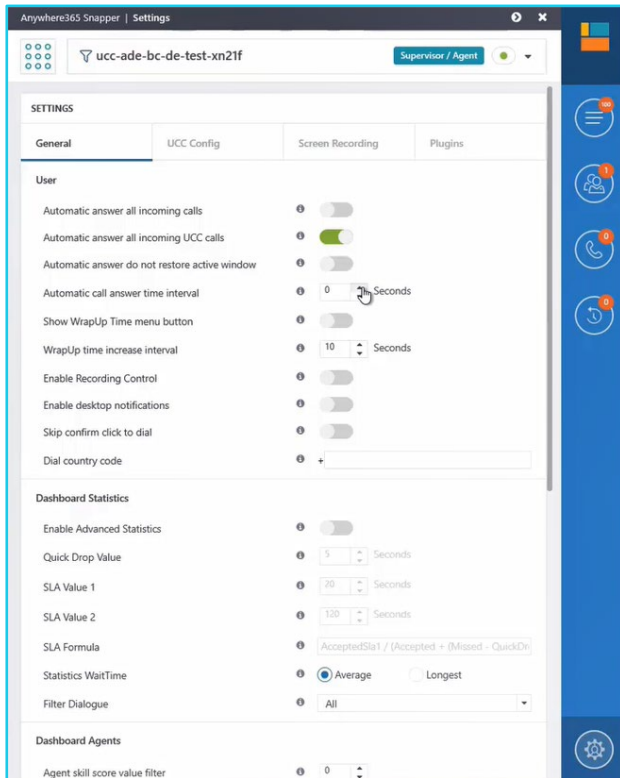 Anywhere365 Snapper | Settings
ucc-ade-bc-de-test-xn21f
Supervisor / Agent
SETTINGS
General UCC Config Screen Recording Plugins
User
Automatic answer all incoming calls
Automatic answer all incoming UCC calls
Automatic answer do not restore active window
Automatic call answer time interval 0 Seconds
Show WrapUp Time menu button
WrapUp time increase interval 10 Seconds
Enable Recording Control
Enable desktop notifications
Skip confirm click to dial
Dial country code +
Dashboard Statistics
Enable Advanced Statistics
Quick Drop Value 5 Seconds
SLA Value 1 20 Seconds
SLA Value 2 120 Seconds
SLA Formula AcceptedSla1 / (Accepted + (Missed - QuickDr
Statistics WaitTime Average Longest
Filter Dialogue All
Dashboard Agents
Agent skill score value filter 0
100
1
0
0